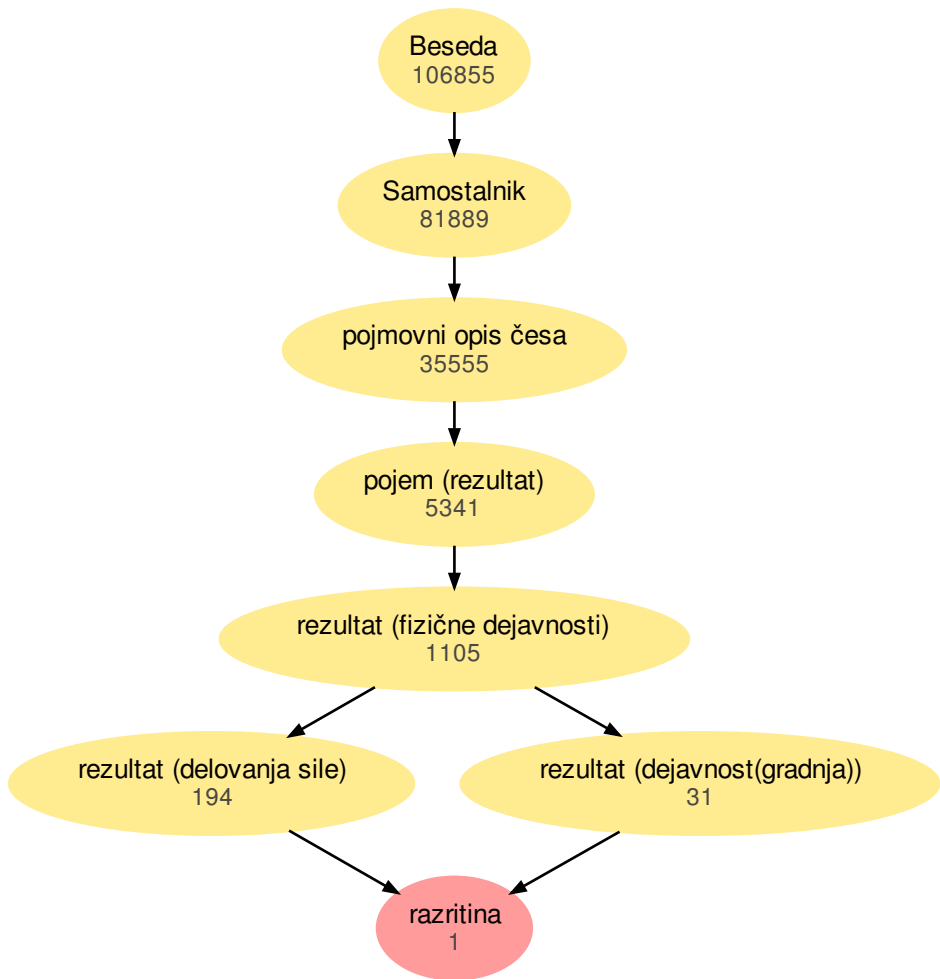 Beseda
106855
Samostalnik
81889
pojmovni opis česa
35555
pojem (rezultat)
5341
rezultat (fizične dejavnosti)
1105
rezultat (delovanja sile)
194
rezultat (dejavnost(gradnja))
31
razritina
1